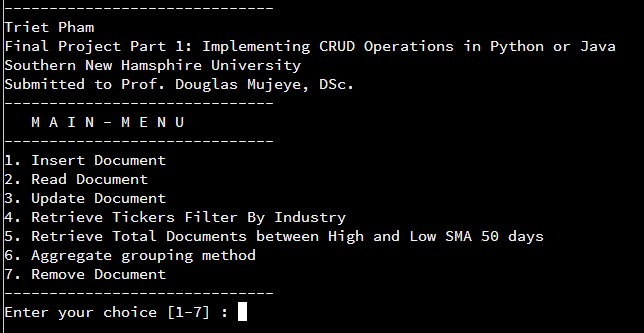 ------------------------------
Triet Pham
Final Project Part 1: Implementing CRUD Operations in Python or Java
Southern New Hamsphire University
Submitted to Prof. Douglas Mujeye, DSc.
------------------------------
M A I N - M E N U
------------------------------
1. Insert Document
2. Read Document
3. Update Document
4. Retrieve Tickers Filter By Industry
5. Retrieve Total Documents between High and Low SMA 50 days
6. Aggregate grouping method
7. Remove Document
------------------------------
Enter your choice [1-7] :